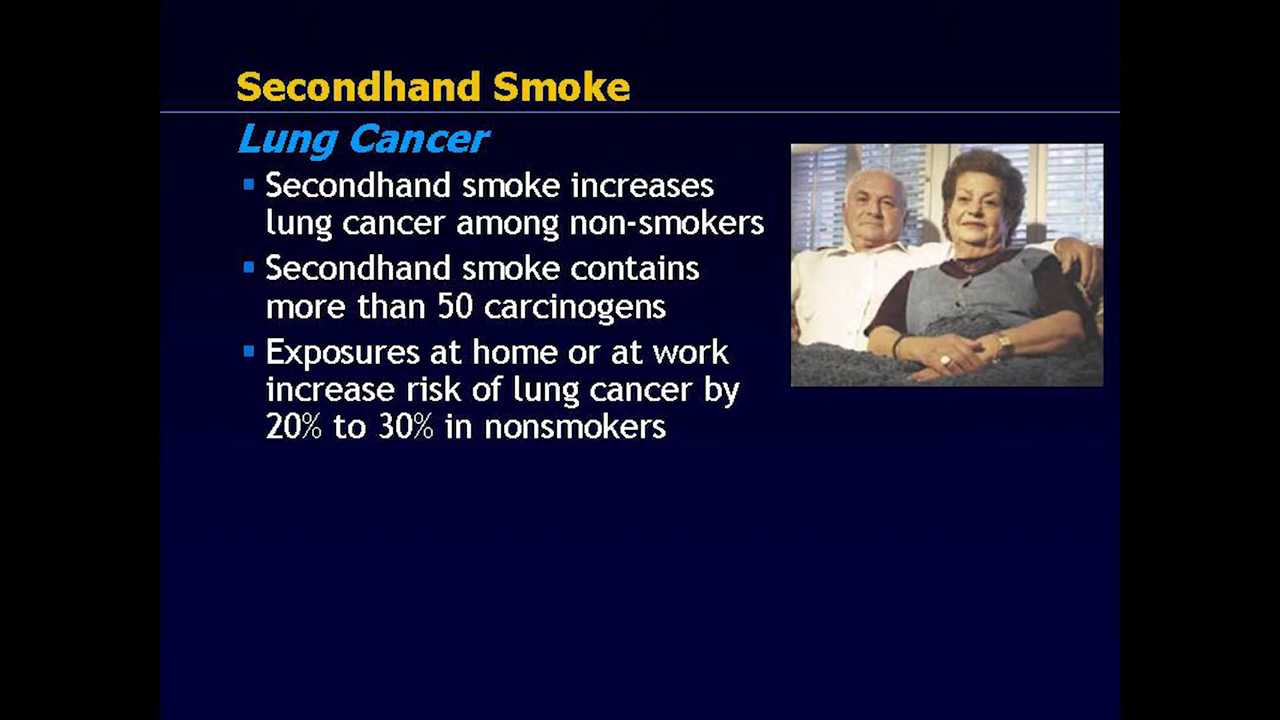 Secondhand Smoke
Lung Cancer
▪ Secondhand smoke increases
lung cancer among non-smokers
▪ Secondhand smoke contains
more than 50 carcinogens
▪ Exposures at home or at work
increase risk of lung cancer by
20% to 30% in nonsmokers